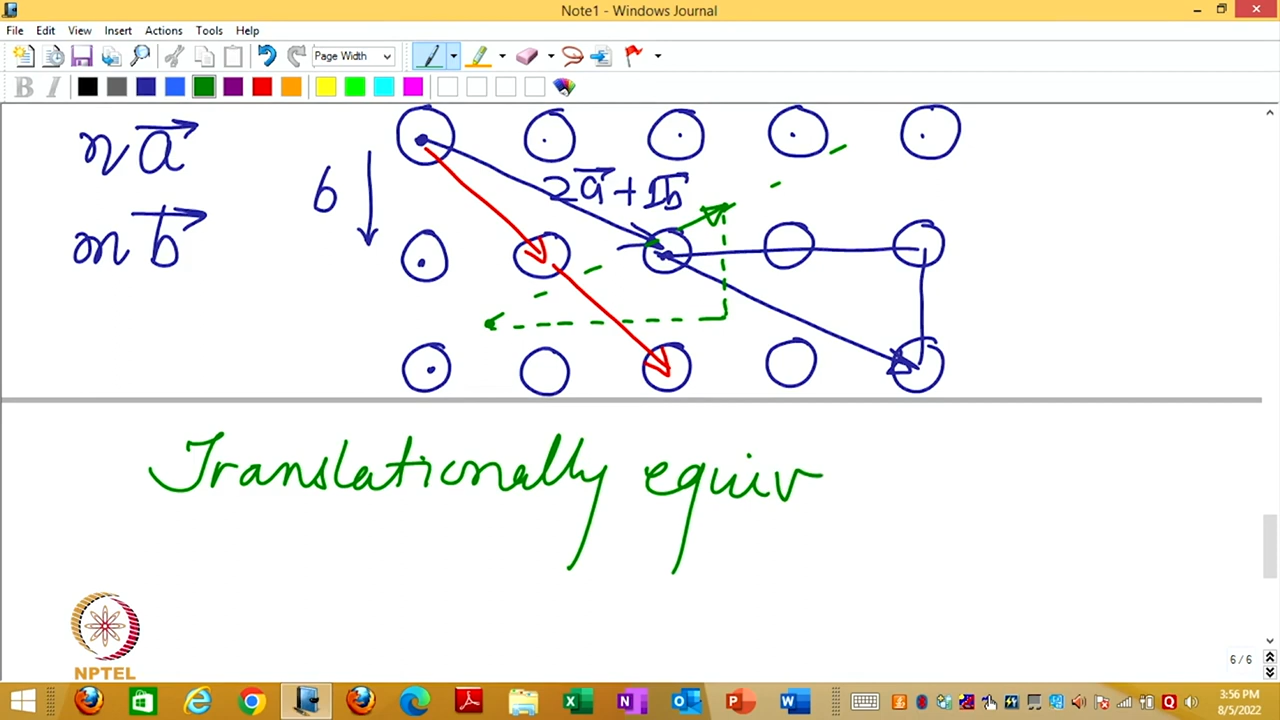 Note1 - Windows Journal
File Edit View Insert Actions Tools Help
Page Width
B I
n a
m b
b
2a + 1b
Translationally equiv
NPTEL
6 / 6
3:56 PM
8/5/2022